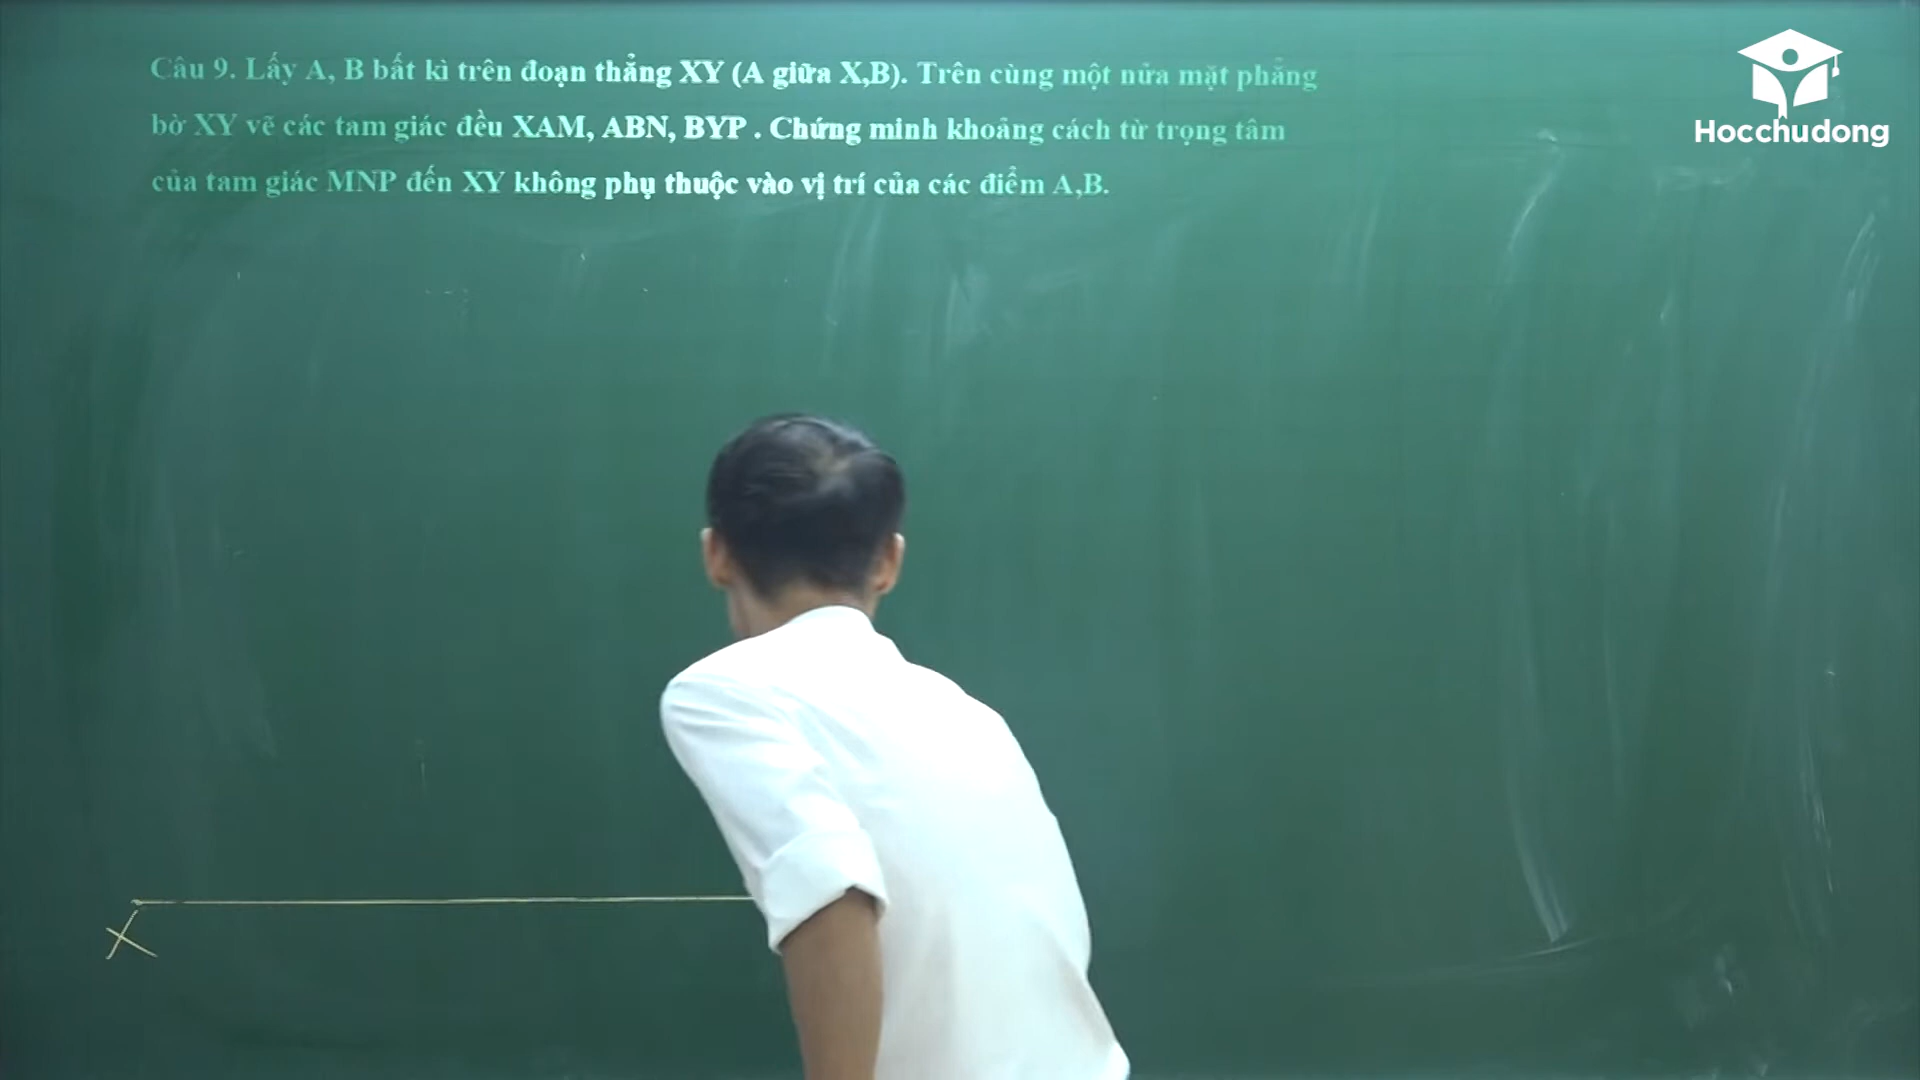 Câu 9. Lấy A, B bất kì trên đoạn thẳng XY (A giữa X,B). Trên cùng một nửa mặt phẳng
bờ XY vẽ các tam giác đều XAM, ABN, BYP . Chứng minh khoảng cách từ trọng tâm
của tam giác MNP đến XY không phụ thuộc vào vị trí của các điểm A,B.
Hocchudong
X